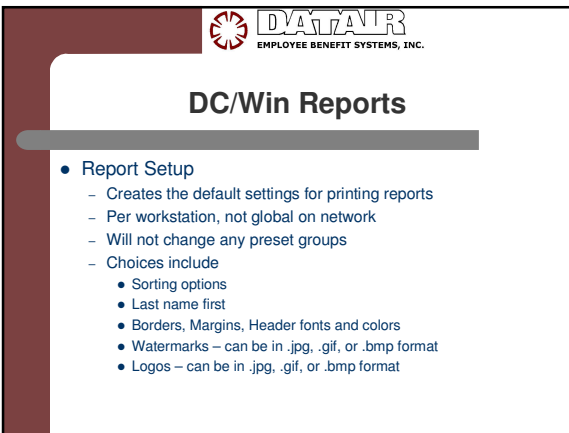 DATAIR
EMPLOYEE BENEFIT SYSTEMS, INC.
DC/Win Reports
● Report Setup
– Creates the default settings for printing reports
– Per workstation, not global on network
– Will not change any preset groups
– Choices include
● Sorting options
● Last name first
● Borders, Margins, Header fonts and colors
● Watermarks – can be in .jpg, .gif, or .bmp format
● Logos – can be in .jpg, .gif, or .bmp format